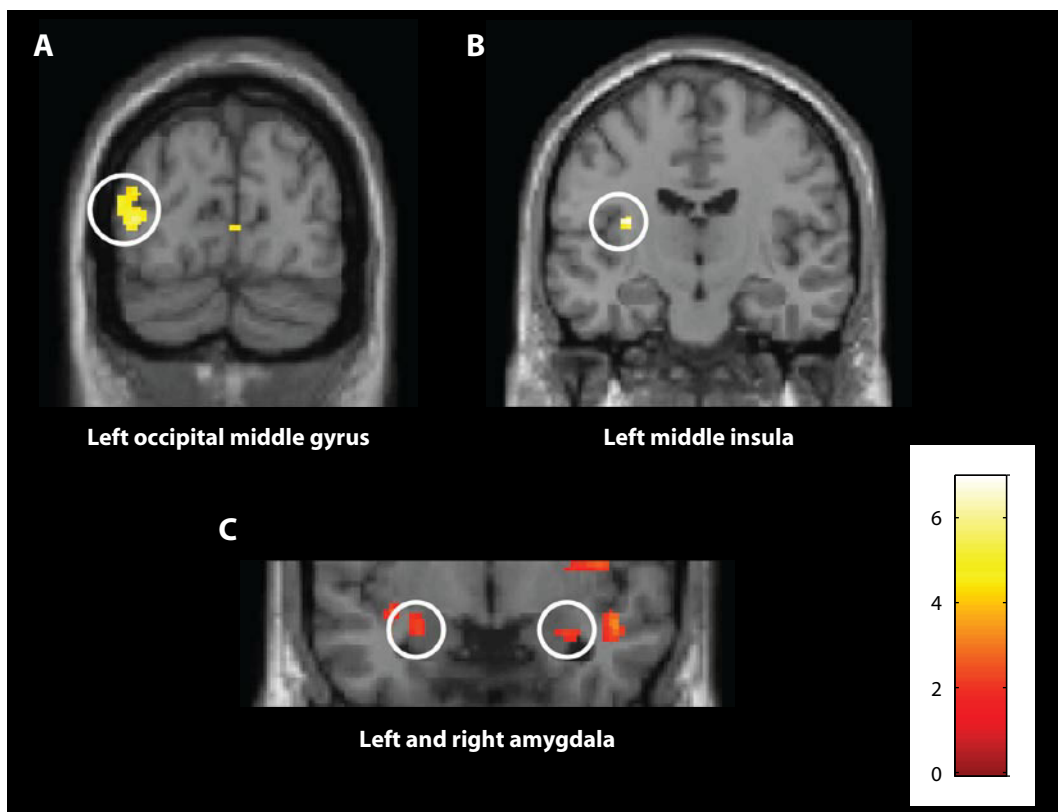 A
B
Left occipital middle gyrus
Left middle insula
C
6
4
2
0
Left and right amygdala